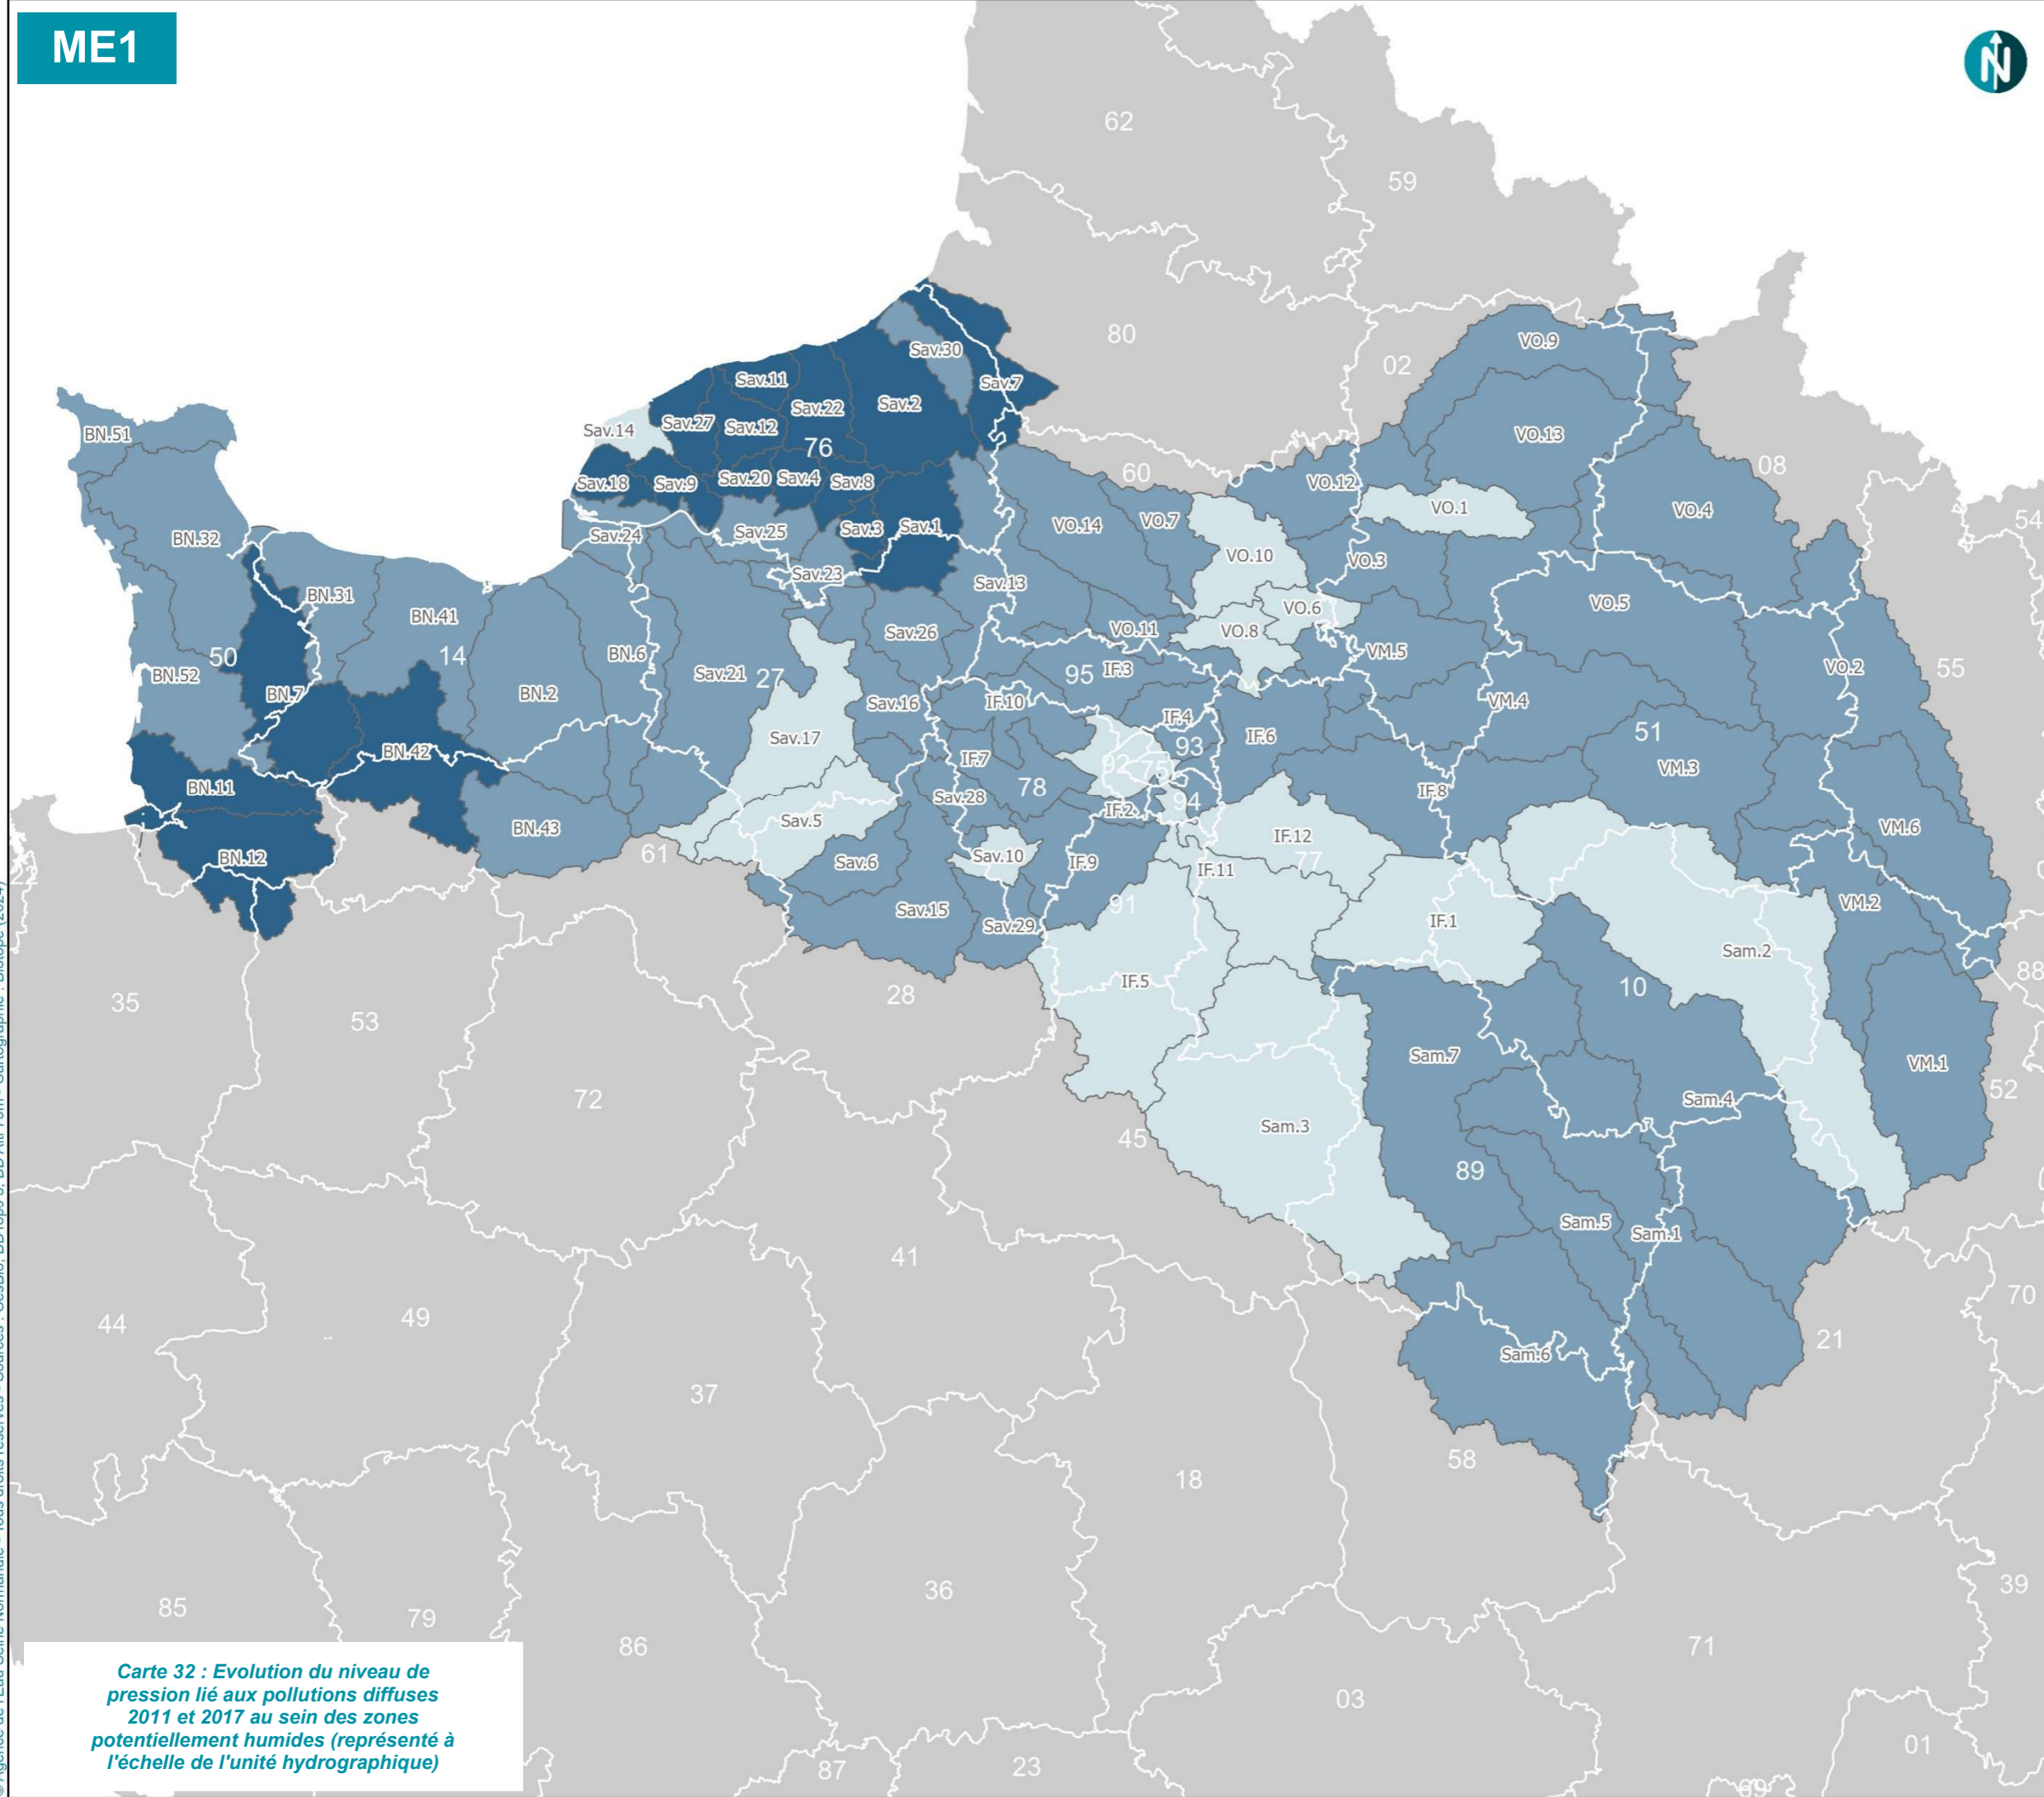 ME1
N
62
59
80
02
Sav.30
VO.9
Sav.7
Sav.11
Sav.22
Sav.2
Sav.27
Sav.12
Sav.14
BN.51
76
VO.13
08
60
Sav.18
Sav.9
Sav.20
Sav.4
Sav.8
VO.12
VO.1
VO.4
54
BN.32
Sav.24
Sav.25
Sav.3
Sav.1
VO.14
VO.7
VO.10
VO.3
Sav.23
Sav.13
BN.31
BN.41
VO.6
VO.5
50
14
BN.6
Sav.26
VO.11
VO.8
VM.5
BN.52
Sav.21
27
95
IF.3
VO.2
55
BN.7
BN.2
Sav.16
IF.10
VM.4
IF.4
Sav.17
93
IF.6
51
BN.42
IF.7
92
75
VM.3
BN.11
Sav.28
78
IF.2
94
IF.8
BN.43
Sav.5
IF.12
VM.6
BN.12
61
Sav.6
Sav.10
IF.9
IF.11
77
22
Sav.15
91
IF.1
VM.2
Sav.29
Sam.2
35
53
28
IF.5
10
88
Sam.7
VM.1
72
52
45
Sam.3
Sam.4
89
Sam.5
Sam.1
41
44
49
70
21
37
Sam.6
58
18
36
39
85
79
86
71
03
01
87
23
69
Carte 32 : Evolution du niveau de
pression lié aux pollutions diffuses
2011 et 2017 au sein des zones
potentiellement humides (représenté à
l'échelle de l'unité hydrographique)